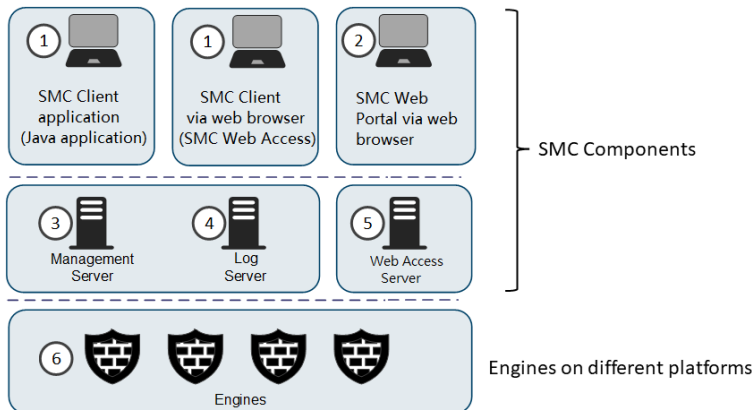 1
SMC Client
application
(Java application)
1
SMC Client
via web browser
(SMC Web Access)
2
SMC Web
Portal via web
browser
SMC Components
3
Management
Server
4
Log
Server
5
Web Access
Server
6
Engines
Engines on different platforms